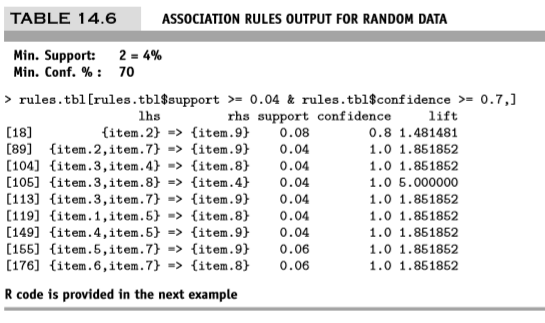 TABLE 14.6 ASSOCIATION RULES OUTPUT FOR RANDOM DATA
Min. Support: 2 = 4%
Min. Conf. % : 70
> rules.tbl[rules.tbl$support >= 0.04 & rules.tbl$confidence >= 0.7,]
lhs rhs support confidence lift
[18] {item.2} => {item.9} 0.08 0.8 1.481481
[89] {item.2,item.7} => {item.9} 0.04 1.0 1.851852
[104] {item.3,item.4} => {item.8} 0.04 1.0 1.851852
[105] {item.3,item.8} => {item.4} 0.04 1.0 5.000000
[113] {item.3,item.7} => {item.9} 0.04 1.0 1.851852
[119] {item.1,item.5} => {item.8} 0.04 1.0 1.851852
[149] {item.4,item.5} => {item.9} 0.04 1.0 1.851852
[155] {item.5,item.7} => {item.9} 0.06 1.0 1.851852
[176] {item.6,item.7} => {item.8} 0.06 1.0 1.851852
R code is provided in the next example